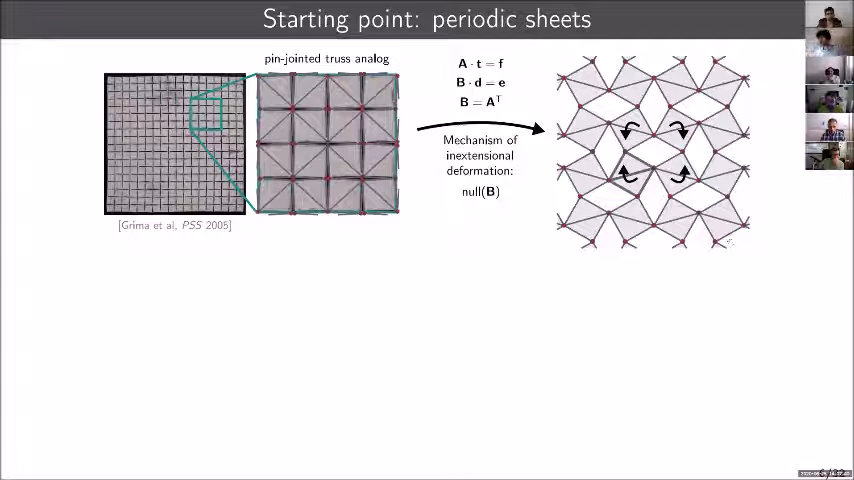 Starting point: periodic sheets
pin-jointed truss analog
[Grima et al, PSS 2005]
A · t = f
B · d = e
B = Aᵀ
Mechanism of
inextensional
deformation:
null(B)